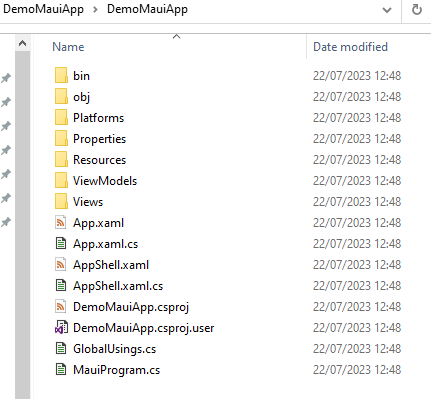 DemoMauiApp > DemoMauiApp
Name Date modified
bin 22/07/2023 12:48
obj 22/07/2023 12:48
Platforms 22/07/2023 12:48
Properties 22/07/2023 12:48
Resources 22/07/2023 12:48
ViewModels 22/07/2023 12:48
Views 22/07/2023 12:48
App.xaml 22/07/2023 12:48
App.xaml.cs 22/07/2023 12:48
AppShell.xaml 22/07/2023 12:48
AppShell.xaml.cs 22/07/2023 12:48
DemoMauiApp.csproj 22/07/2023 12:48
DemoMauiApp.csproj.user 22/07/2023 12:48
GlobalUsings.cs 22/07/2023 12:48
MauiProgram.cs 22/07/2023 12:48